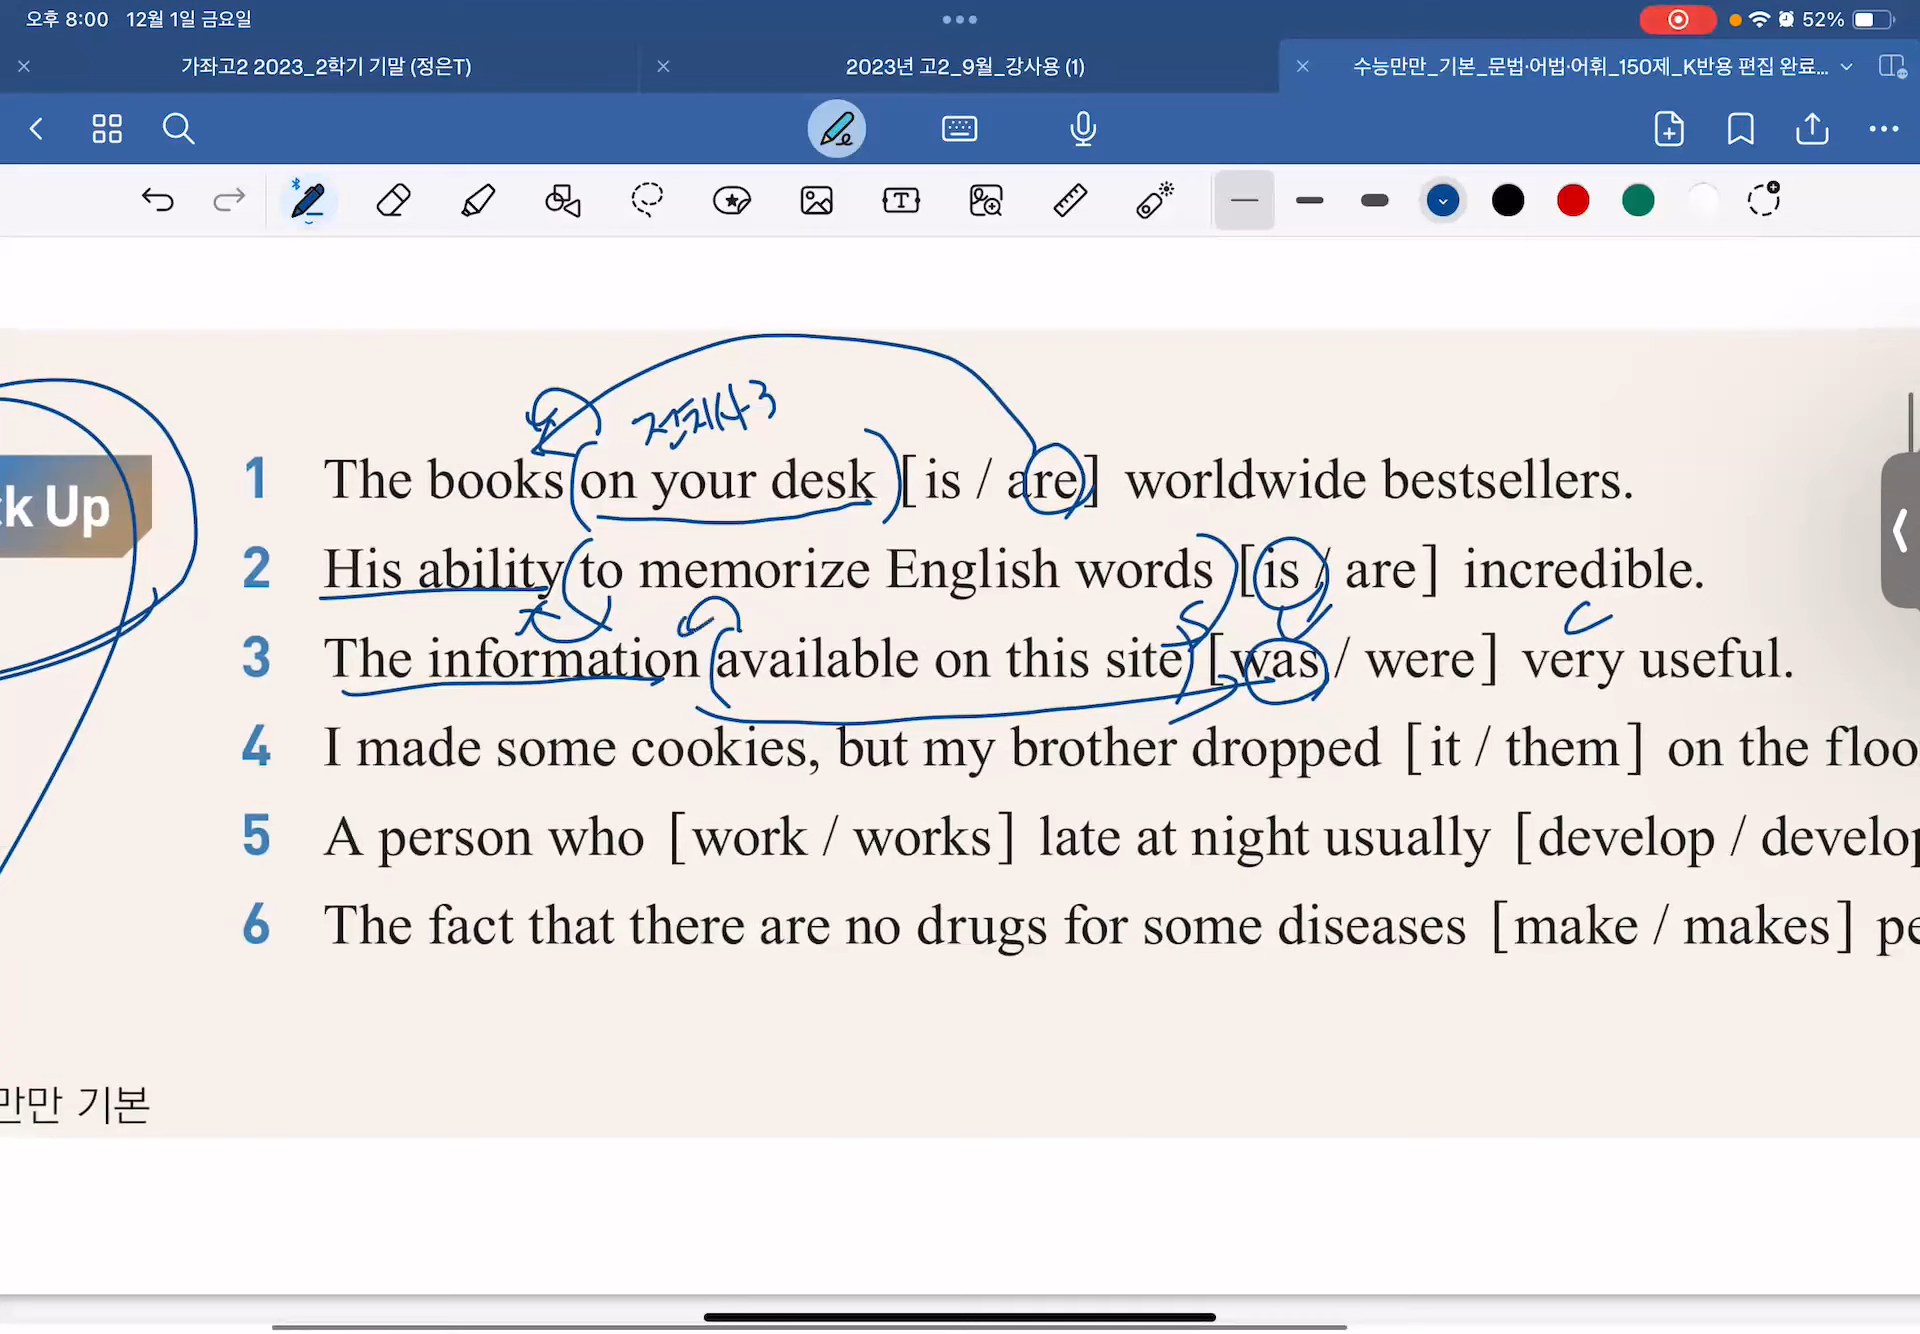 오후 8:00 12월 1일 금요일
52%
가좌고2 2023_2학기 기말 (정은T)
2023년 고2_9월_강사용 (1)
수능만만_기본_문법·어법·어휘_150제_K반용 편집 완료...
전치사구
ck Up
1 The books on your desk [is / are] worldwide bestsellers.
2 His ability to memorize English words [is / are] incredible.
3 The information available on this site [was / were] very useful.
4 I made some cookies, but my brother dropped [it / them] on the floo
5 A person who [work / works] late at night usually [develop / develop
6 The fact that there are no drugs for some diseases [make / makes] pe
만만 기본